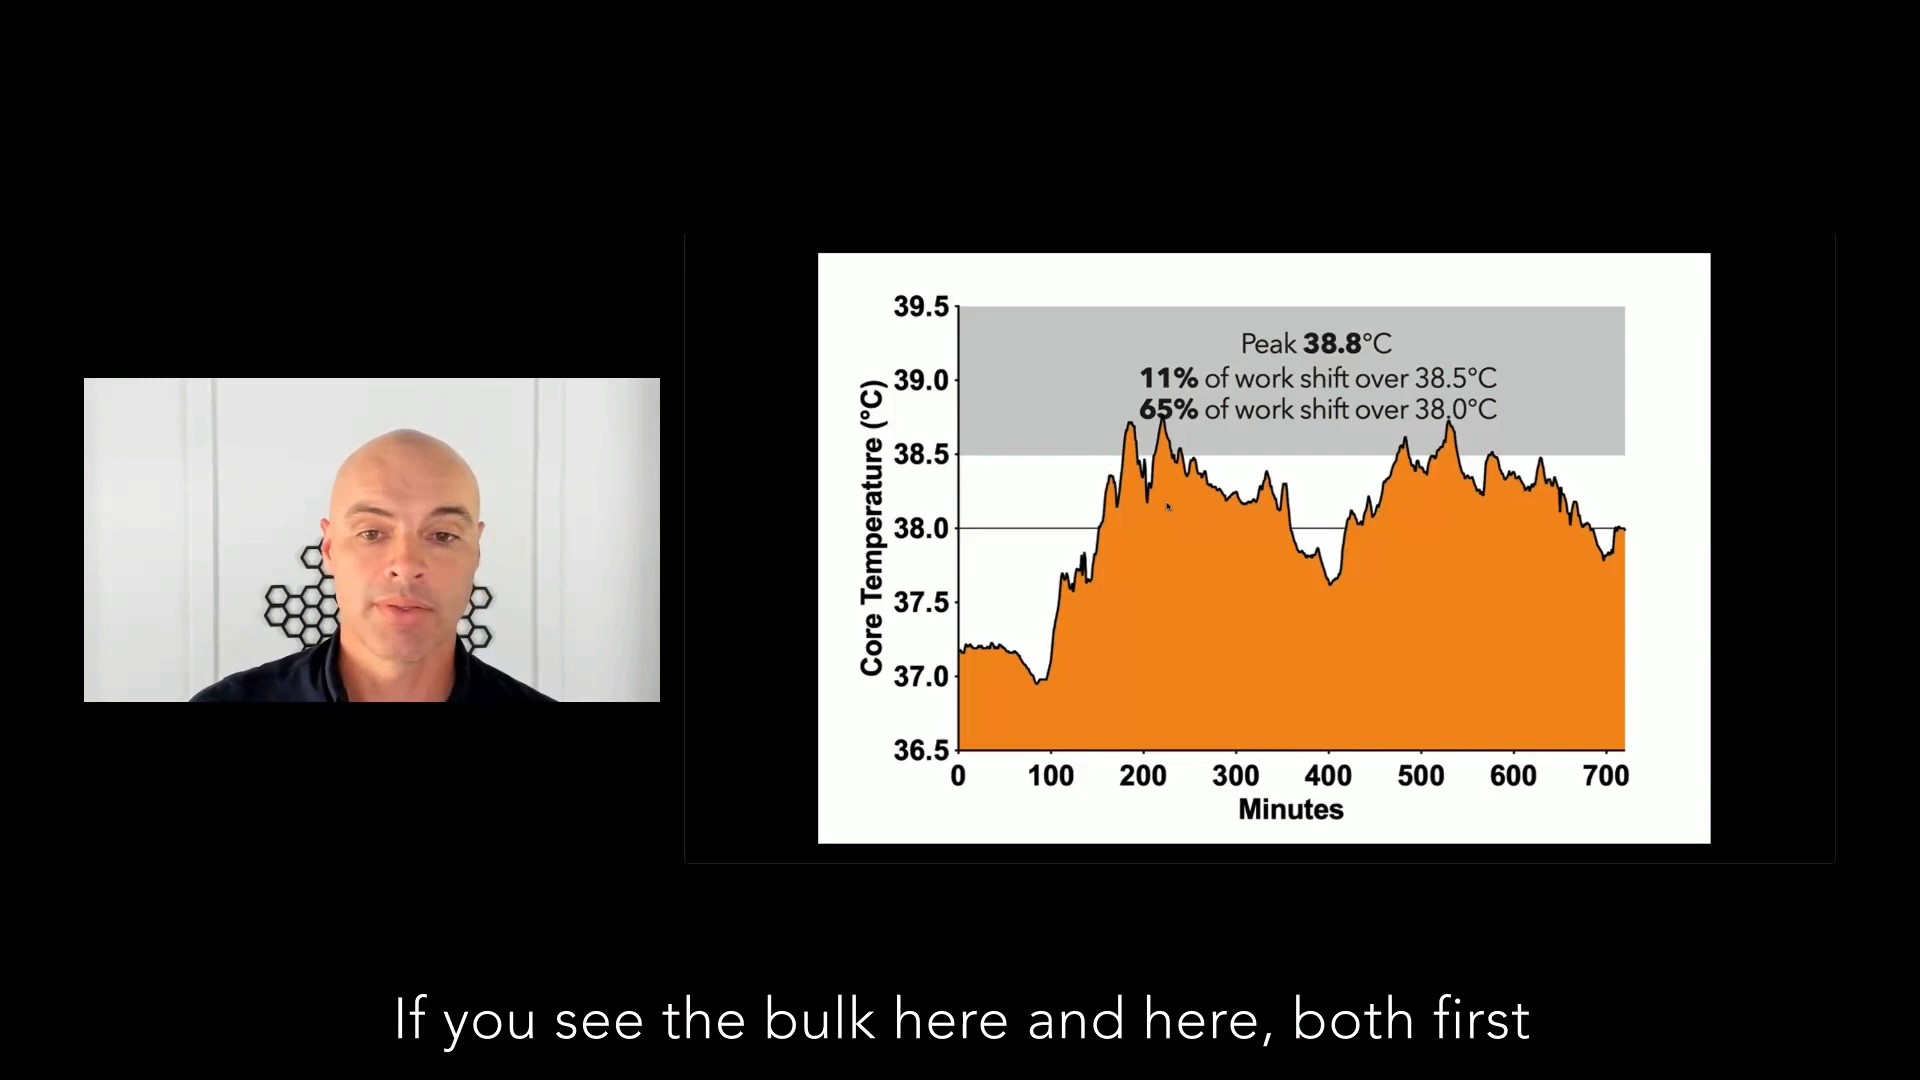 39.5
Peak 38.8°C
39.0
11% of work shift over 38.5°C
65% of work shift over 38.0°C
38.5
38.0
37.5
37.0
36.5
Core Temperature (°C)
0 100 200 300 400 500 600 700
Minutes
If you see the bulk here and here, both first